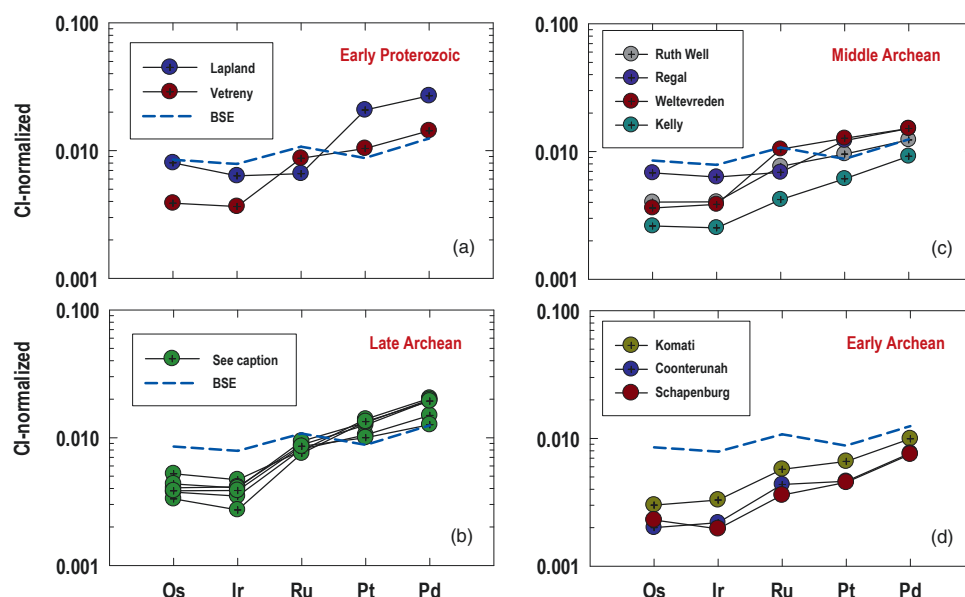 0.100
0.010
0.001
CI-normalized
Lapland
Vetreny
BSE
Early Proterozoic
(a)
Ruth Well
Regal
Weltevreden
Kelly
Middle Archean
0.100
0.010
0.001
(c)
0.100
0.010
0.001
CI-normalized
See caption
BSE
Late Archean
(b)
Os Ir Ru Pt Pd
0.100
0.010
0.001
Komati
Coonterunah
Schapenburg
Early Archean
(d)
Os Ir Ru Pt Pd